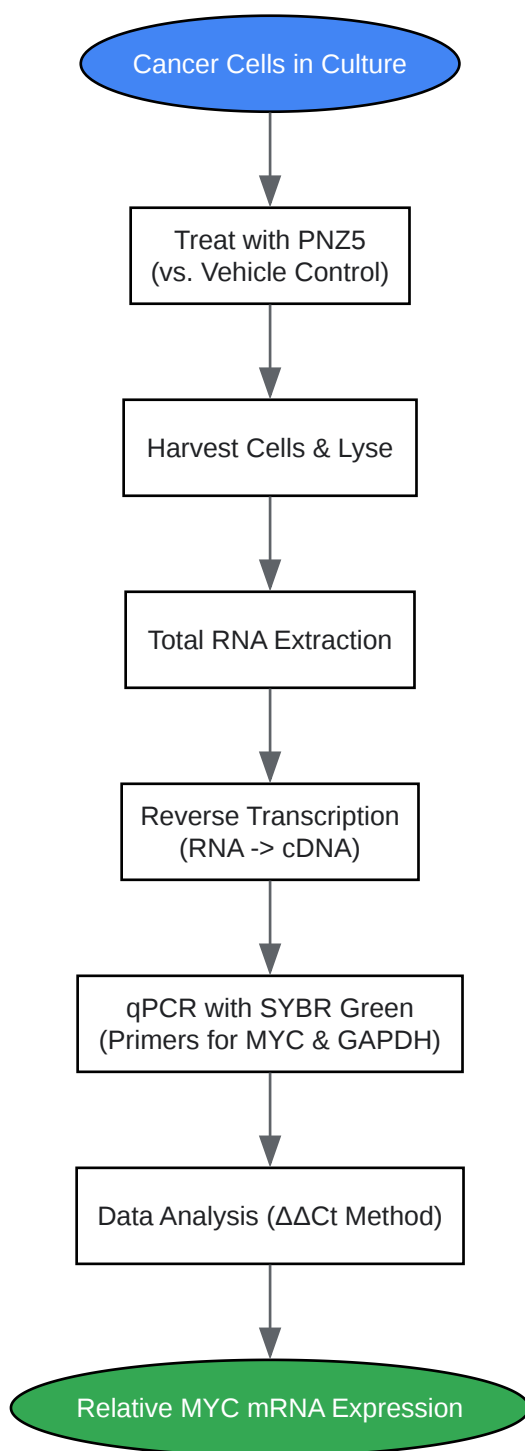 Cancer Cells in Culture
Treat with PNZ5
(vs. Vehicle Control)
Harvest Cells & Lyse
Total RNA Extraction
Reverse Transcription
(RNA -> cDNA)
qPCR with SYBR Green
(Primers for MYC & GAPDH)
Data Analysis (ΔΔCt Method)
Relative MYC mRNA Expression